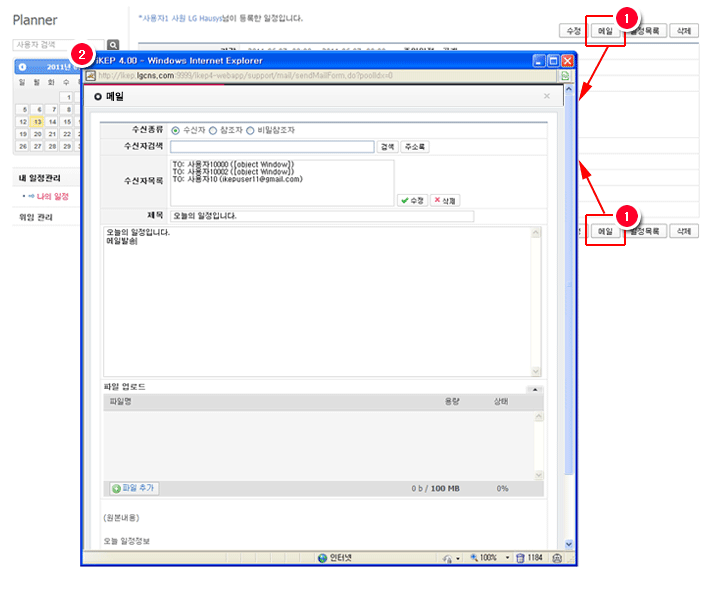 Planner
*사용자1 사원 LG Hausys님이 등록한 일정입니다.
수정 메일 일정목록 삭제
1
사용자 검색
2
iKEP 4.00 - Windows Internet Explorer
http://ikep.lgcns.com:9999/ikep4-webapp/support/mail/sendMailForm.do?poolIdx=0
2011년
일 월 화 수
1
5 6 7 8
12 13 14 15
19 20 21 22
26 27 28 29
내 일정관리
나의 일정
위임 관리
메일
수신종류 수신자 참조자 비밀참조자
수신자검색 검색 주소록
수신자목록
TO: 사용자10000 ([object Window])
TO: 사용자10002 ([object Window])
TO: 사용자10 (ikepuser11@gmail.com)
수정 삭제
제목 오늘의 일정입니다.
오늘의 일정입니다.
메일발송
1
메일 일정목록 삭제
파일 업로드
파일명 용량 상태
파일 추가 0 b / 100 MB 0%
(원본내용)
오늘 일정정보
인터넷 100% 1184